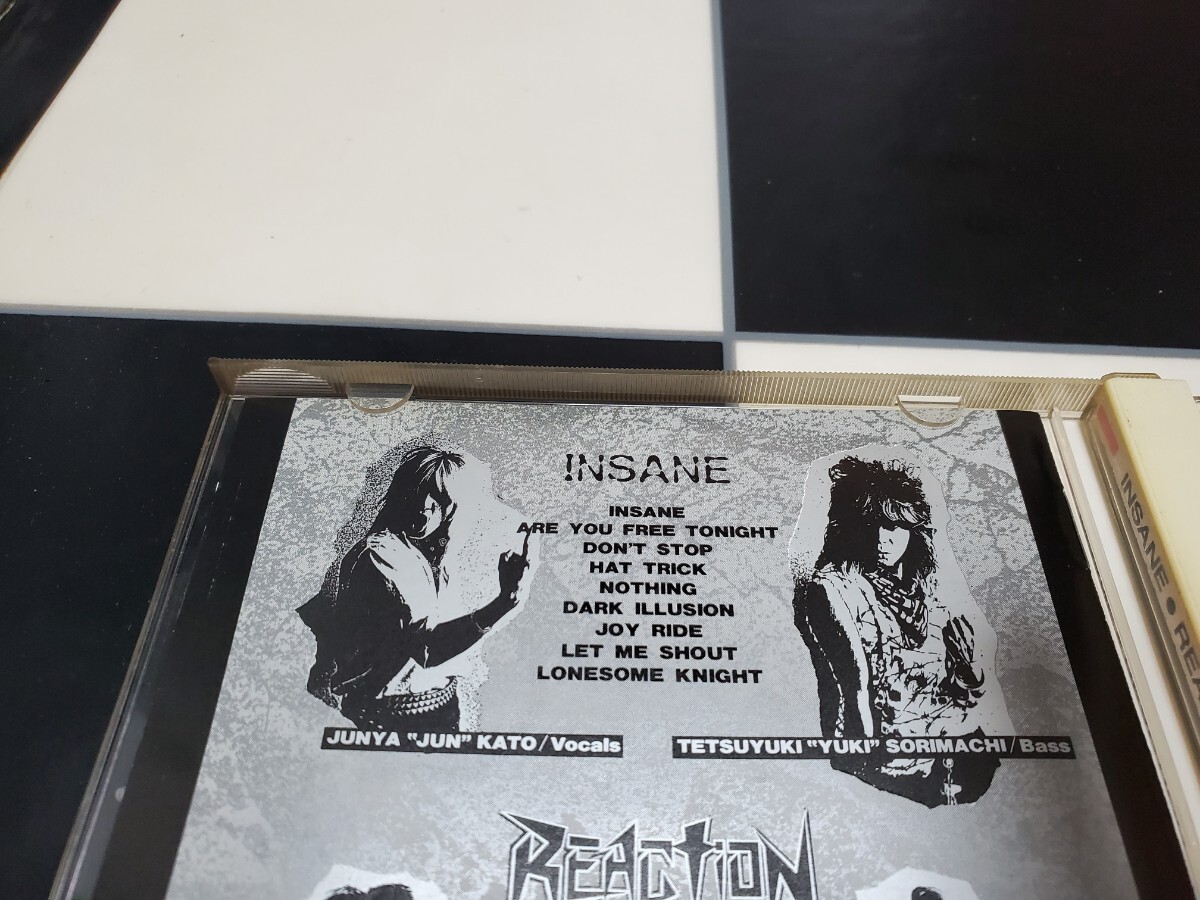 INSANE
INSANE
ARE YOU FREE TONIGHT
DON'T STOP
HAT TRICK
NOTHING
DARK ILLUSION
JOY RIDE
LET ME SHOUT
LONESOME KNIGHT
JUNYA "JUN" KATO/Vocals
TETSUYUKI "YUKI" SORIMACHI/Bass
REACTION
INSANE ● REA